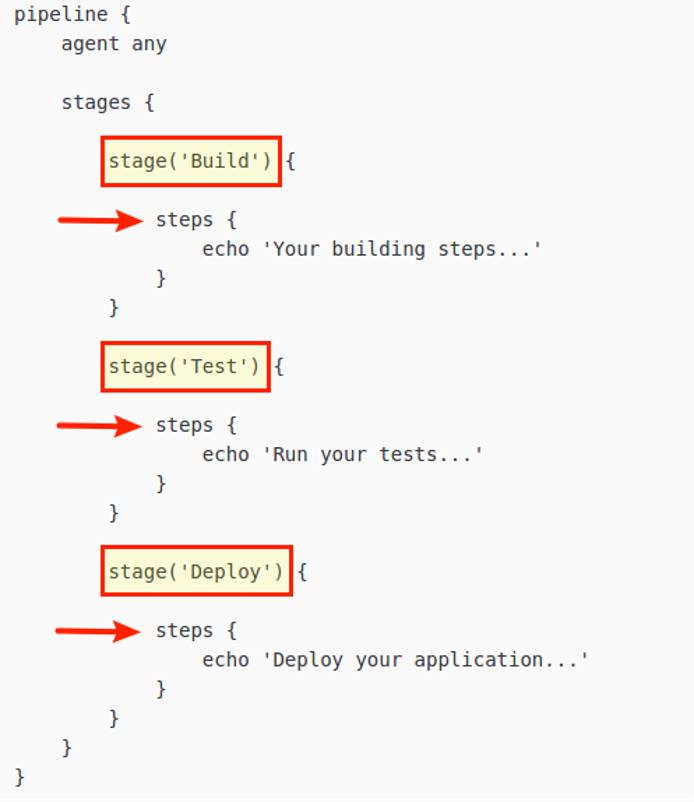 pipeline {
    agent any
    stages {
        stage('Build') {
            steps {
                echo 'Your building steps...'
            }
        }
        stage('Test') {
            steps {
                echo 'Run your tests...'
            }
        }
        stage('Deploy') {
            steps {
                echo 'Deploy your application...'
            }
        }
    }
}